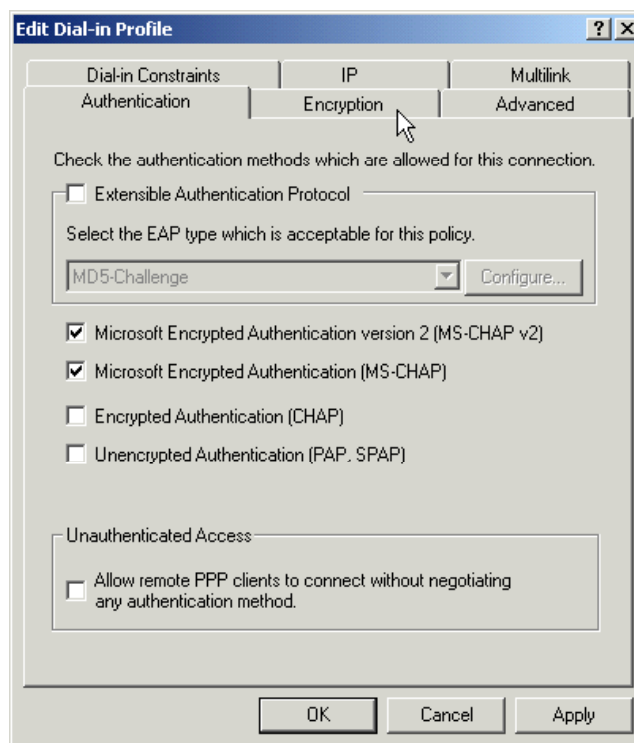 Edit Dial-in Profile
Dial-in Constraints IP Multilink
Authentication Encryption Advanced
Check the authentication methods which are allowed for this connection.
Extensible Authentication Protocol
Select the EAP type which is acceptable for this policy.
MD5-Challenge Configure...
Microsoft Encrypted Authentication version 2 (MS-CHAP v2)
Microsoft Encrypted Authentication (MS-CHAP)
Encrypted Authentication (CHAP)
Unencrypted Authentication (PAP, SPAP)
Unauthenticated Access
Allow remote PPP clients to connect without negotiating
any authentication method.
OK Cancel Apply